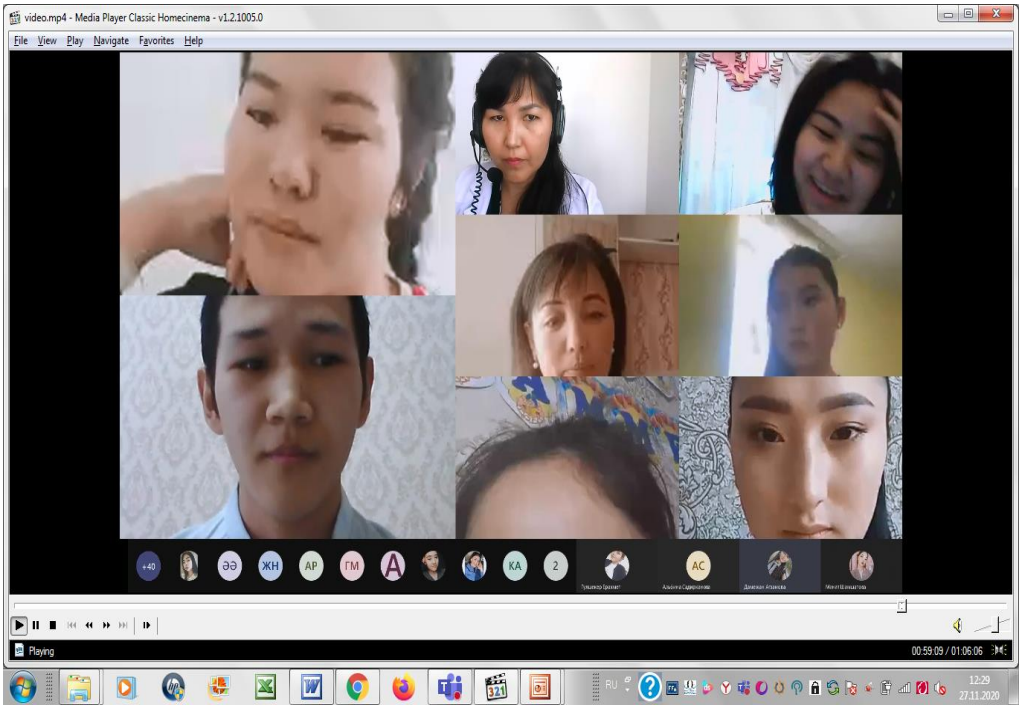 video.mp4 - Media Player Classic Homecinema - v1.2.1005.0
File View Play Navigate Favorites Help
+40 әә ЖН АР ГМ А КА 2 АС
Playing 00:59:09 / 01:06:06
W 321 RU ? Y
12:29
27.11.2020